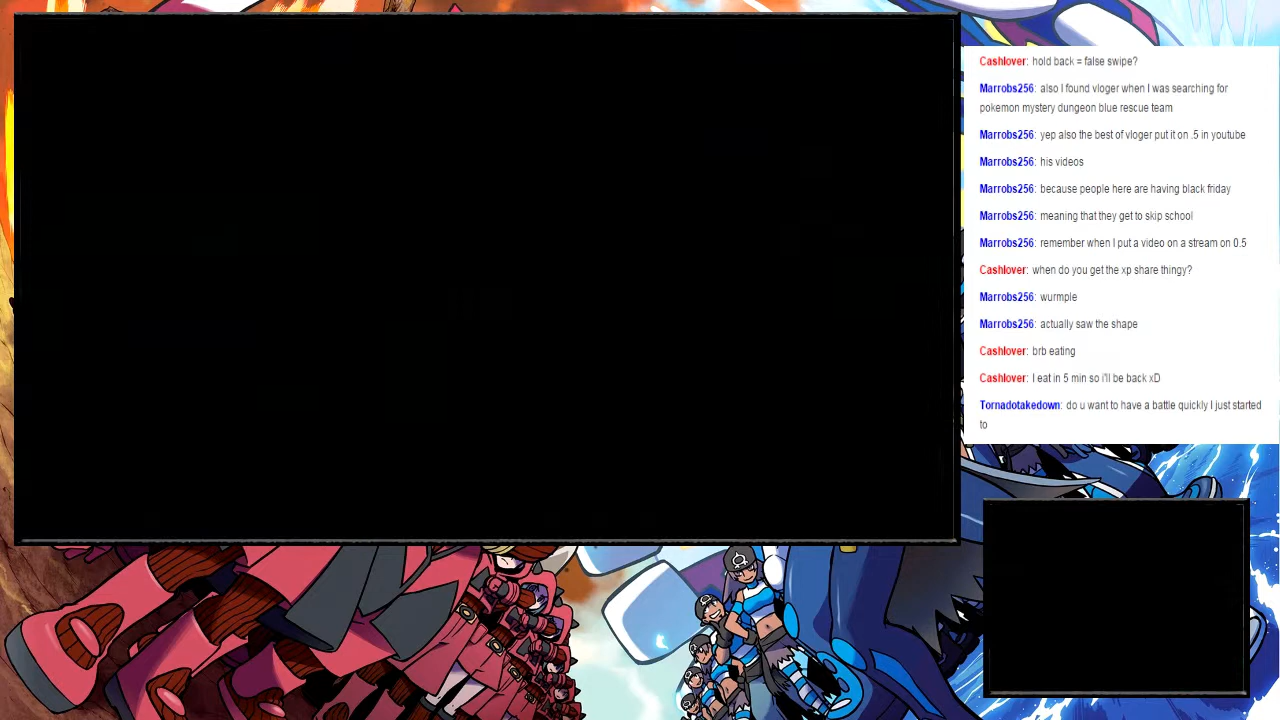 Cashlover: hold back = false swipe?
Marrobs256: also I found vloger when I was searching for
pokemon mystery dungeon blue rescue team
Marrobs256: yep also the best of vloger put it on .5 in youtube
Marrobs256: his videos
Marrobs256: because people here are having black friday
Marrobs256: meaning that they get to skip school
Marrobs256: remember when I put a video on a stream on 0.5
Cashlover: when do you get the xp share thingy?
Marrobs256: wurmple
Marrobs256: actually saw the shape
Cashlover: brb eating
Cashlover: I eat in 5 min so i'll be back xD
Tornadotakedown: do u want to have a battle quickly I just started
to